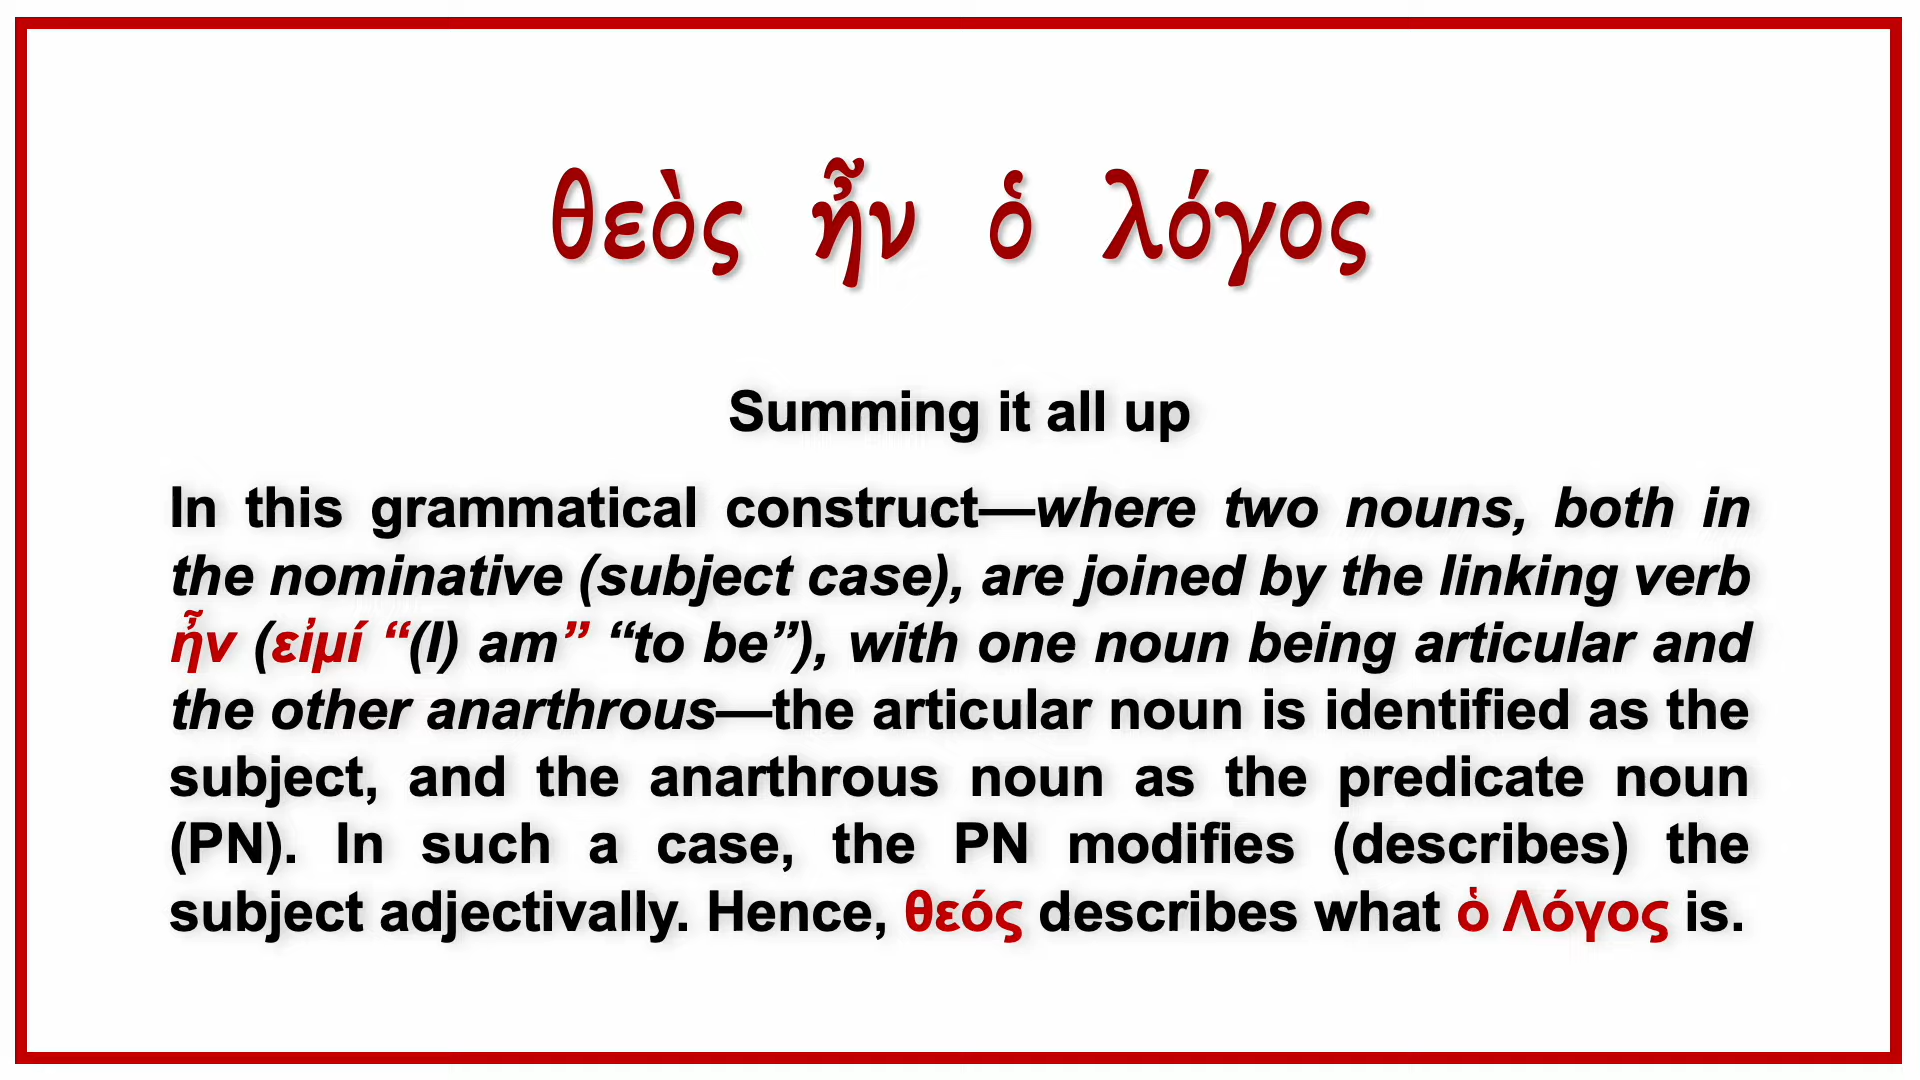 θεὸς ἦν ὁ λόγος
Summing it all up
In this grammatical construct—where two nouns, both in
the nominative (subject case), are joined by the linking verb
ἦν (εἰμί “(I) am” “to be”), with one noun being articular and
the other anarthrous—the articular noun is identified as the
subject, and the anarthrous noun as the predicate noun
(PN). In such a case, the PN modifies (describes) the
subject adjectivally. Hence, θεός describes what ὁ Λόγος is.